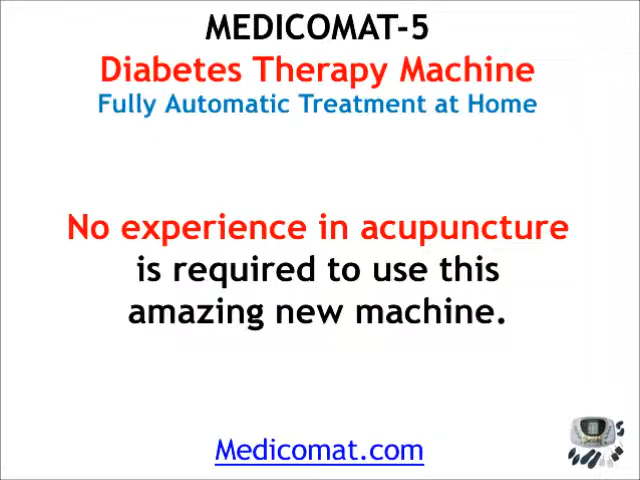 MEDICOMAT-5
Diabetes Therapy Machine
Fully Automatic Treatment at Home
No experience in acupuncture
is required to use this
amazing new machine.
Medicomat.com